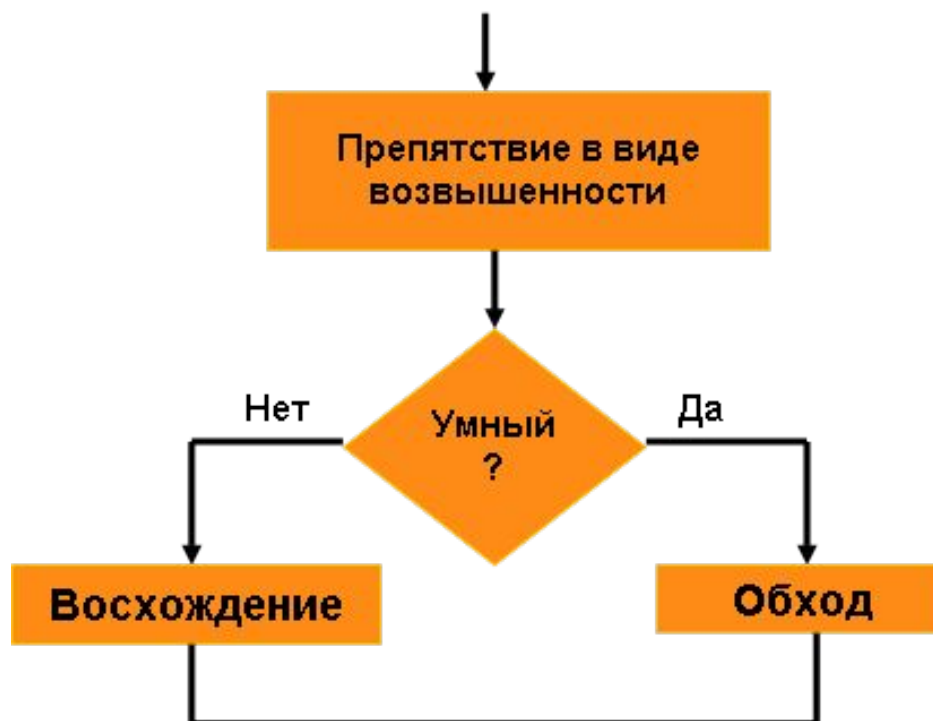 Препятствие в виде
возвышенности
Нет
Умный
?
Да
Восхождение
Обход